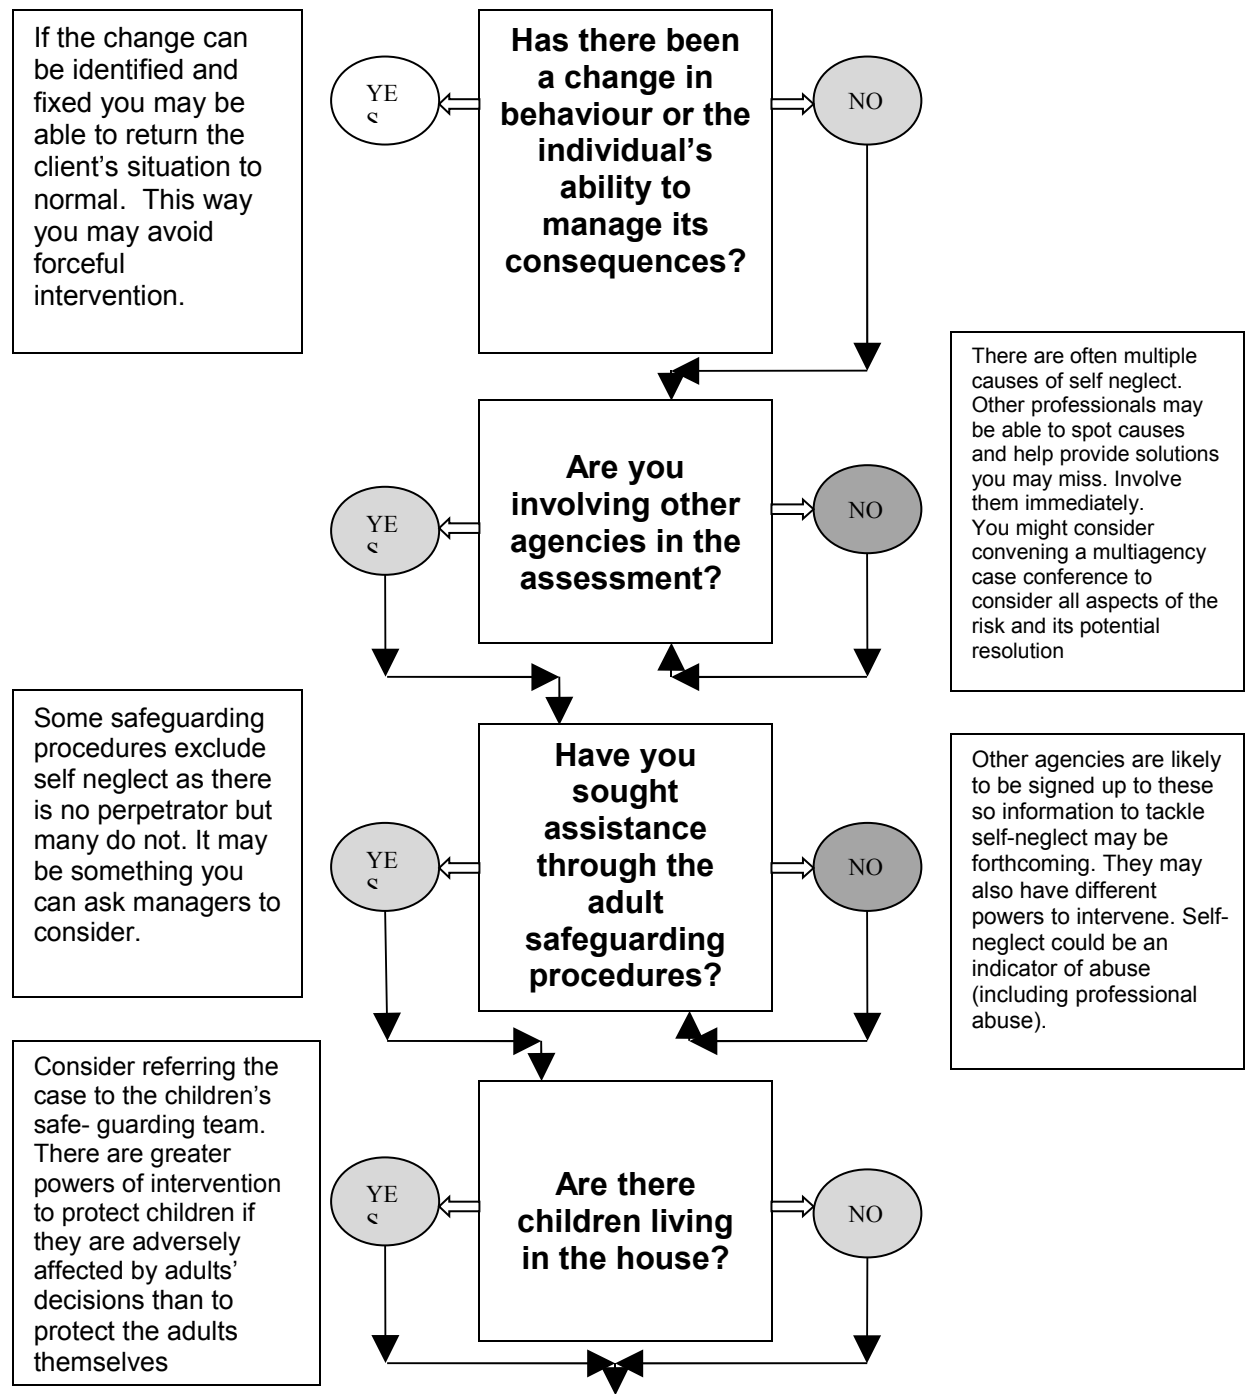 If the change can
be identified and
fixed you may be
able to return the
client’s situation to
normal.  This way
you may avoid
forceful
intervention.
YE
S
Has there been
a change in
behaviour or the
individual’s
ability to
manage its
consequences?
NO
There are often multiple
causes of self neglect.
Other professionals may
be able to spot causes
and help provide solutions
you may miss. Involve
them immediately.
You might consider
convening a multiagency
case conference to
consider all aspects of the
risk and its potential
resolution
YE
S
Are you
involving other
agencies in the
assessment?
NO
Some safeguarding
procedures exclude
self neglect as there
is no perpetrator but
many do not. It may
be something you
can ask managers to
consider.
YE
S
Have you
sought
assistance
through the
adult
safeguarding
procedures?
NO
Other agencies are likely
to be signed up to these
so information to tackle
self-neglect may be
forthcoming. They may
also have different
powers to intervene. Self-
neglect could be an
indicator of abuse
(including professional
abuse).
Consider referring the
case to the children’s
safe- guarding team.
There are greater
powers of intervention
to protect children if
they are adversely
affected by adults’
decisions than to
protect the adults
themselves
YE
S
Are there
children living
in the house?
NO